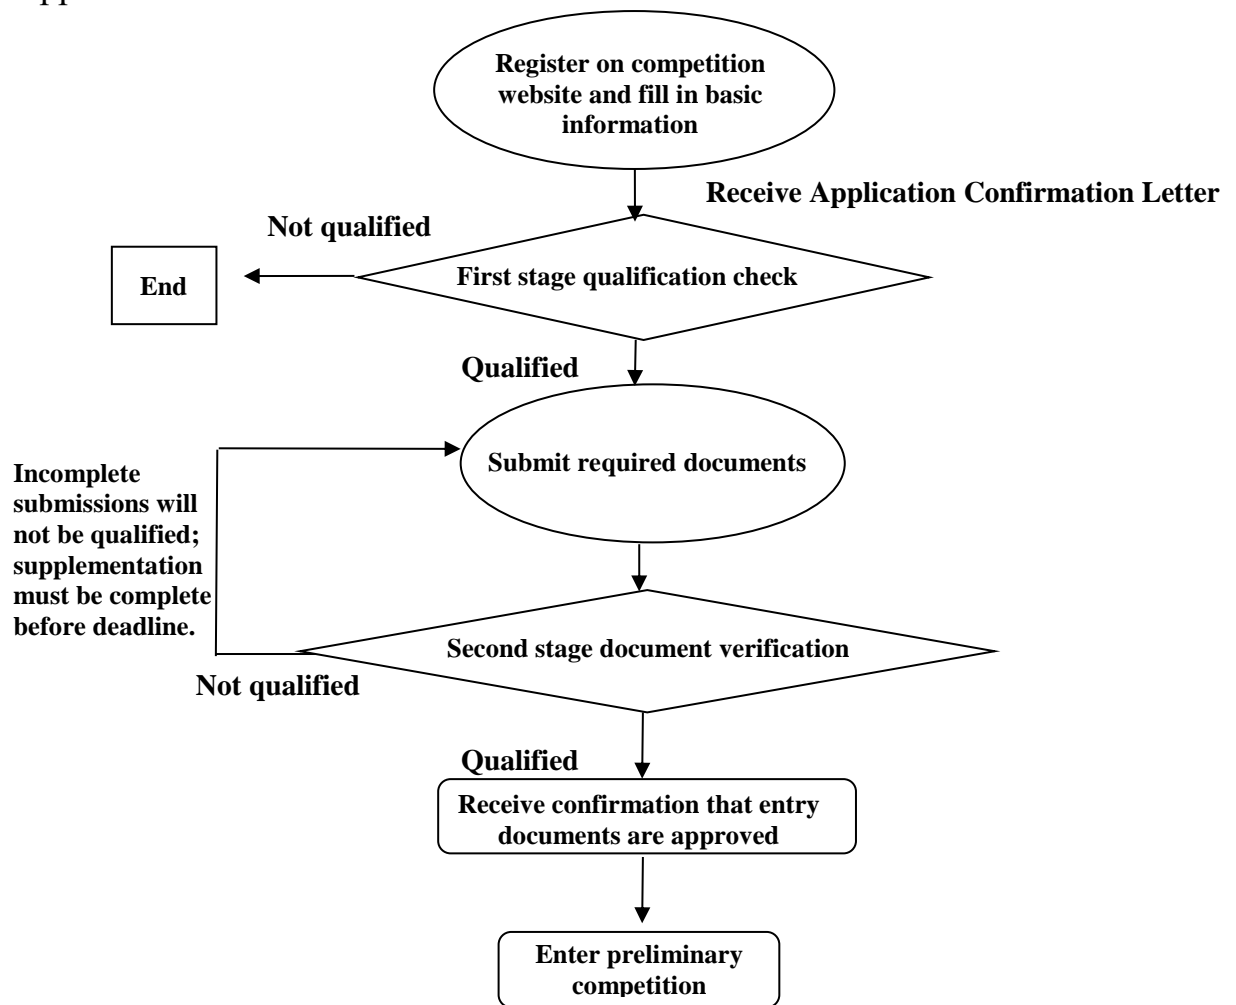 Register on competition
website and fill in basic
information
Receive Application Confirmation Letter
Not qualified
End
First stage qualification check
Qualified
Submit required documents
Incomplete
submissions will
not be qualified;
supplementation
must be complete
before deadline.
Second stage document verification
Not qualified
Qualified
Receive confirmation that entry
documents are approved
Enter preliminary
competition